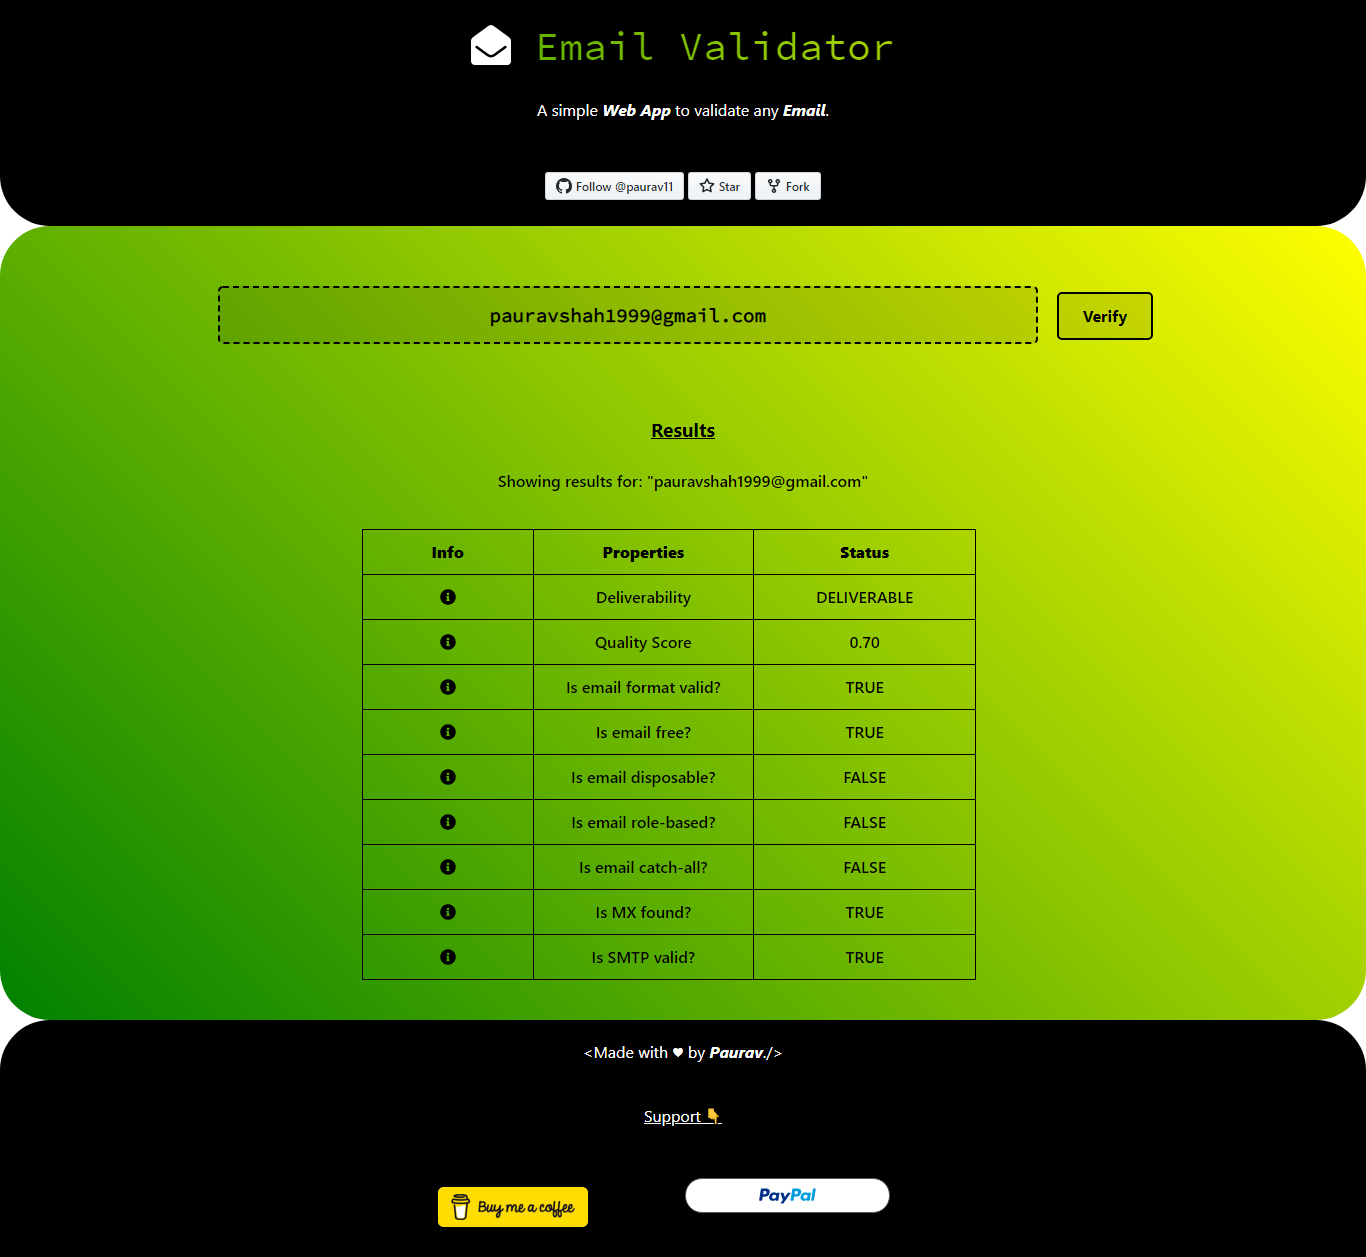 Email Validator
A simple Web App to validate any Email.
Follow @paurav11 Star Fork
pauravshah1999@gmail.com Verify
Results
Showing results for: "pauravshah1999@gmail.com"
Info Properties Status
Deliverability DELIVERABLE
Quality Score 0.70
Is email format valid? TRUE
Is email free? TRUE
Is email disposable? FALSE
Is email role-based? FALSE
Is email catch-all? FALSE
Is MX found? TRUE
Is SMTP valid? TRUE
<Made with ♥ by Paurav./>
Support 👇
Buy me a coffee PayPal